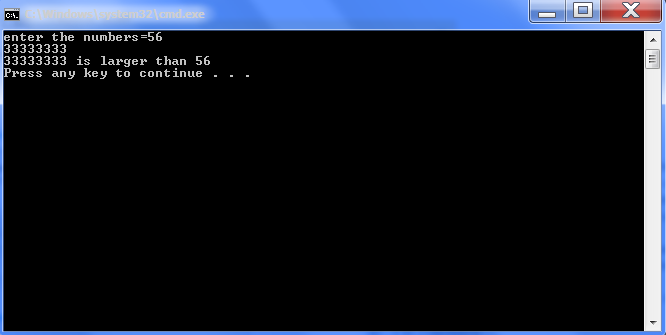 enter the numbers=56
33333333
33333333 is larger than 56
Press any key to continue . . .